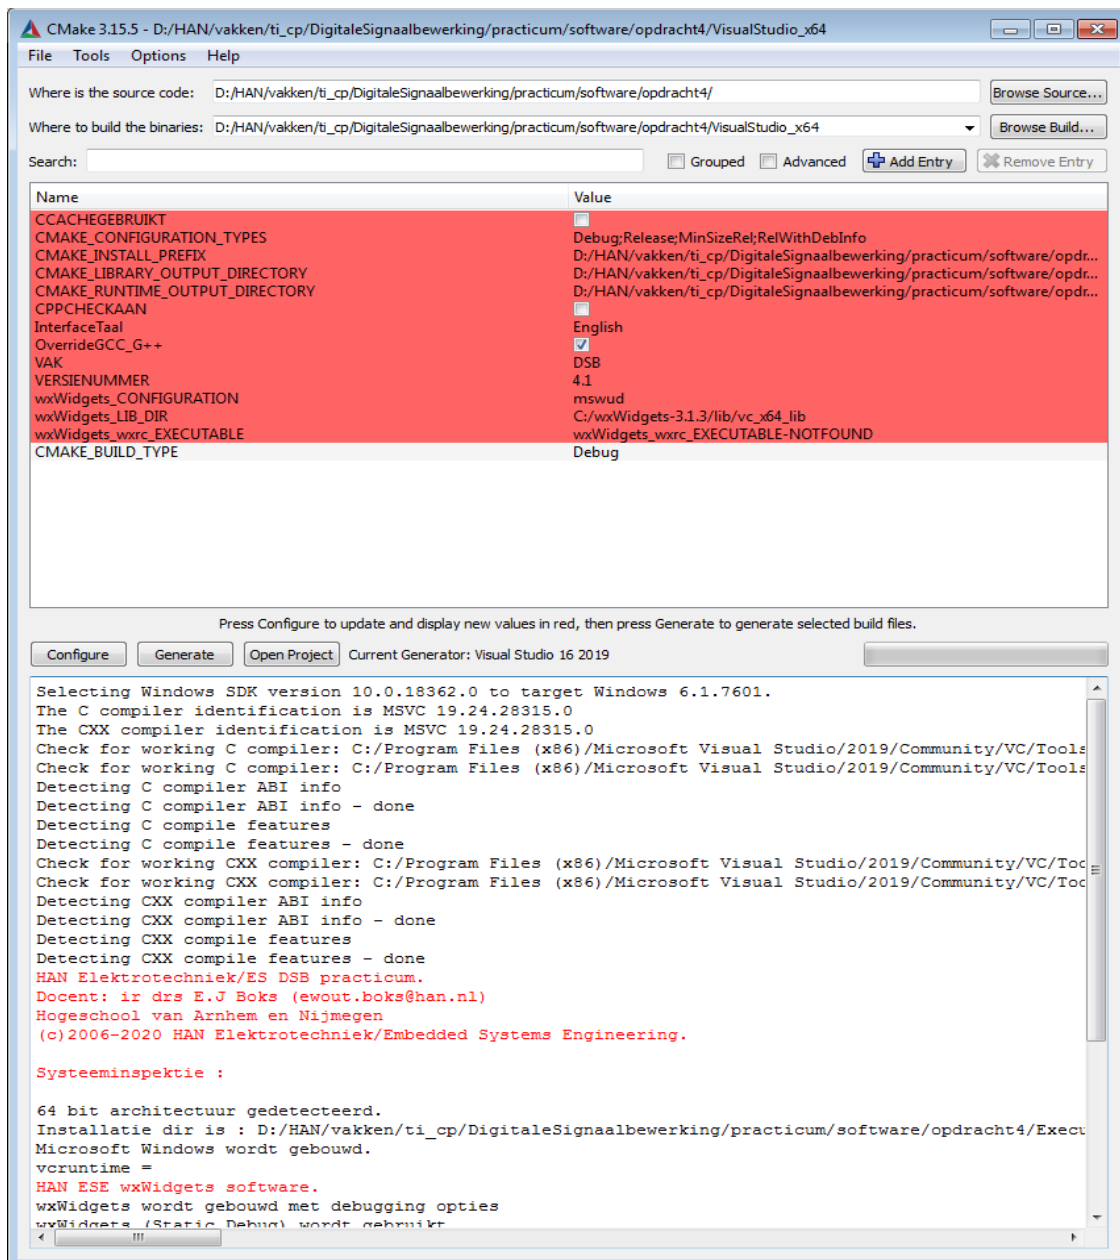 CMake 3.15.5 - D:/HAN/vakken/ti_cp/DigitaleSignaalbewerking/practicum/software/opdracht4/VisualStudio_x64
File Tools Options Help
Where is the source code: D:/HAN/vakken/ti_cp/DigitaleSignaalbewerking/practicum/software/opdracht4/ Browse Source...
Where to build the binaries: D:/HAN/vakken/ti_cp/DigitaleSignaalbewerking/practicum/software/opdracht4/VisualStudio_x64 Browse Build...
Search: Grouped Advanced Add Entry Remove Entry
Name Value
CCACHEGEBRUIKT
CMAKE_CONFIGURATION_TYPES Debug;Release;MinSizeRel;RelWithDebInfo
CMAKE_INSTALL_PREFIX D:/HAN/vakken/ti_cp/DigitaleSignaalbewerking/practicum/software/opdr...
CMAKE_LIBRARY_OUTPUT_DIRECTORY D:/HAN/vakken/ti_cp/DigitaleSignaalbewerking/practicum/software/opdr...
CMAKE_RUNTIME_OUTPUT_DIRECTORY D:/HAN/vakken/ti_cp/DigitaleSignaalbewerking/practicum/software/opdr...
CPPCHECKAAN
InterfaceTaal English
OverrideGCC_G++
VAK DSB
VERSIENUMMER 4.1
wxWidgets_CONFIGURATION mswud
wxWidgets_LIB_DIR C:/wxWidgets-3.1.3/lib/vc_x64_lib
wxWidgets_wxrc_EXECUTABLE wxWidgets_wxrc_EXECUTABLE-NOTFOUND
CMAKE_BUILD_TYPE Debug
Press Configure to update and display new values in red, then press Generate to generate selected build files.
Configure Generate Open Project Current Generator: Visual Studio 16 2019
Selecting Windows SDK version 10.0.18362.0 to target Windows 6.1.7601.
The C compiler identification is MSVC 19.24.28315.0
The CXX compiler identification is MSVC 19.24.28315.0
Check for working C compiler: C:/Program Files (x86)/Microsoft Visual Studio/2019/Community/VC/Tools
Check for working C compiler: C:/Program Files (x86)/Microsoft Visual Studio/2019/Community/VC/Tools
Detecting C compiler ABI info
Detecting C compiler ABI info - done
Detecting C compile features
Detecting C compile features - done
Check for working CXX compiler: C:/Program Files (x86)/Microsoft Visual Studio/2019/Community/VC/Too
Check for working CXX compiler: C:/Program Files (x86)/Microsoft Visual Studio/2019/Community/VC/Too
Detecting CXX compiler ABI info
Detecting CXX compiler ABI info - done
Detecting CXX compile features
Detecting CXX compile features - done
HAN Elektrotechniek/ES DSB practicum.
Docent: ir drs E.J Boks (ewout.boks@han.nl)
Hogeschool van Arnhem en Nijmegen
(c)2006-2020 HAN Elektrotechniek/Embedded Systems Engineering.
Systeeminspektie :
64 bit architectuur gedetecteerd.
Installatie dir is : D:/HAN/vakken/ti_cp/DigitaleSignaalbewerking/practicum/software/opdracht4/Execu
Microsoft Windows wordt gebouwd.
vcruntime =
HAN ESE wxWidgets software.
wxWidgets wordt gebouwd met debugging opties
wxWidgets (Static Debug) wordt gebruikt